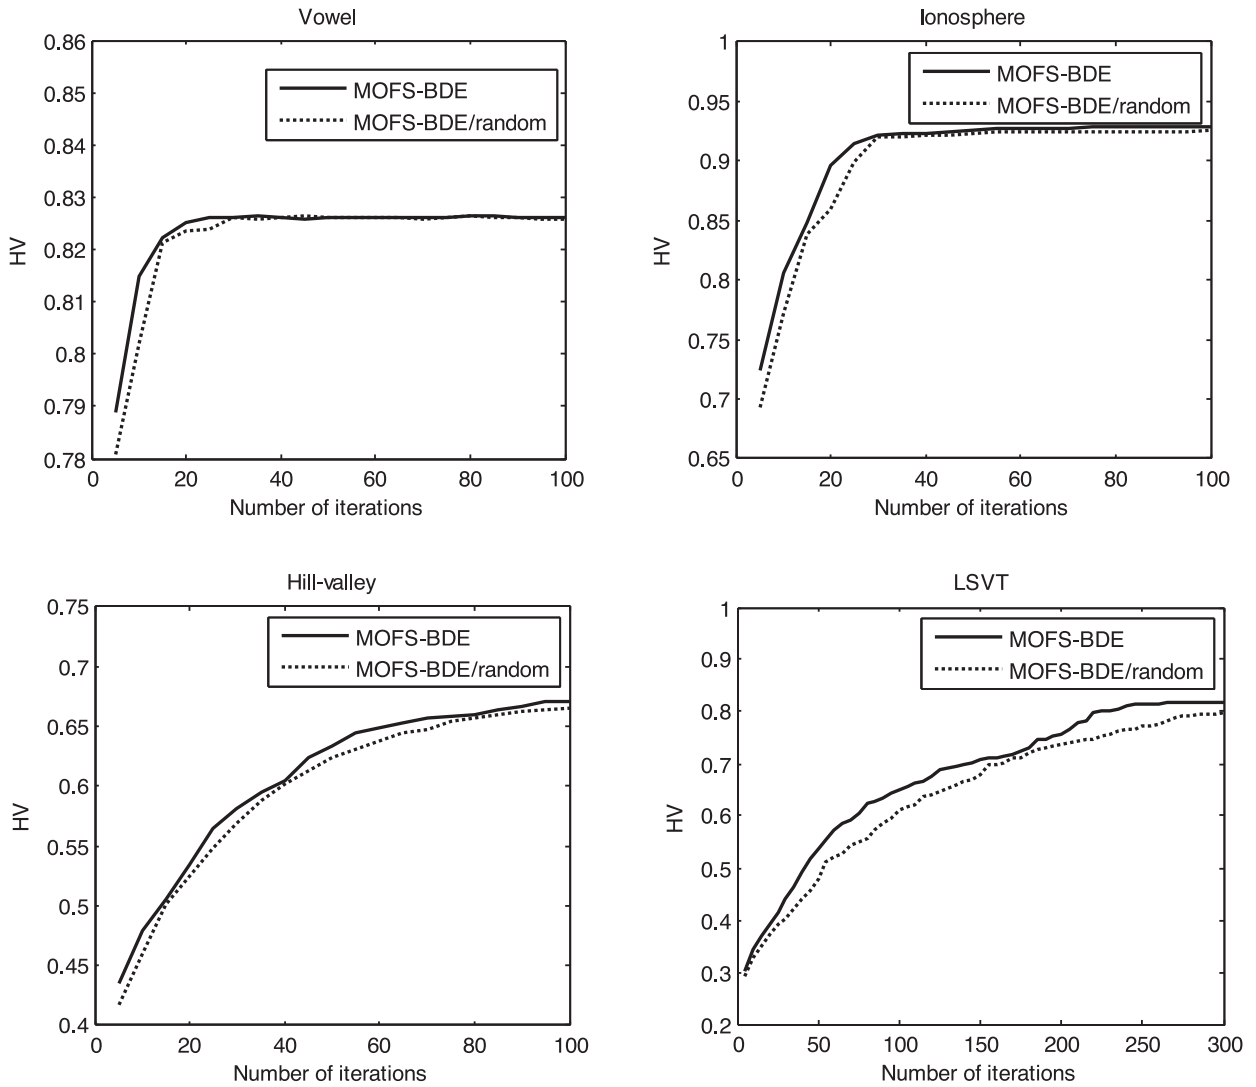 Vowel
0.86
0.85
0.84
0.83
0.82
0.81
0.8
0.79
0.78
HV
0 20 40 60 80 100
Number of iterations
MOFS-BDE
MOFS-BDE/random
Ionosphere
1
0.95
0.9
0.85
0.8
0.75
0.7
0.65
HV
0 20 40 60 80 100
Number of iterations
MOFS-BDE
MOFS-BDE/random
Hill-valley
0.75
0.7
0.65
0.6
0.55
0.5
0.45
0.4
HV
0 20 40 60 80 100
Number of iterations
MOFS-BDE
MOFS-BDE/random
LSVT
1
0.9
0.8
0.7
0.6
0.5
0.4
0.3
0.2
HV
0 50 100 150 200 250 300
Number of iterations
MOFS-BDE
MOFS-BDE/random